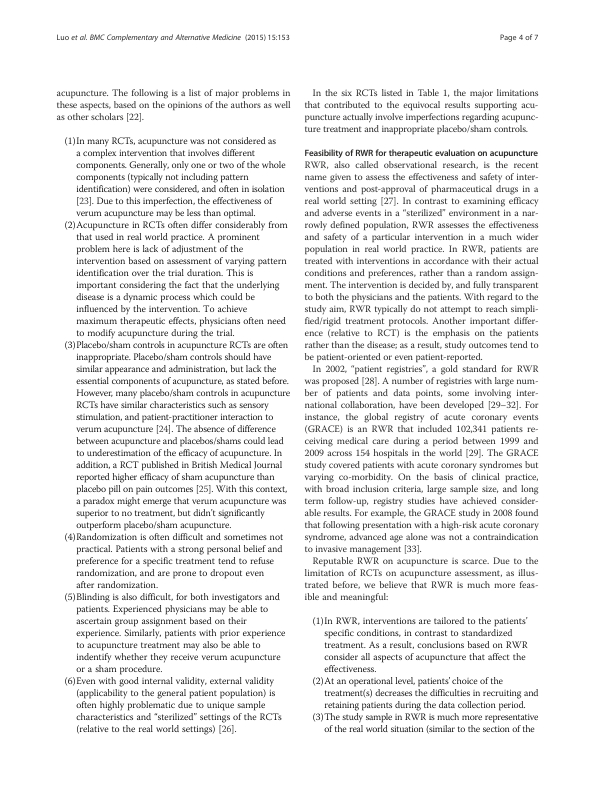 Luo et al. BMC Complementary and Alternative Medicine (2015) 15:153
Page 4 of 7
acupuncture. The following is a list of major problems in
these aspects, based on the opinions of the authors as well
as other scholars [22].
(1)In many RCTs, acupuncture was not considered as
a complex intervention that involves different
components. Generally, only one or two of the whole
components (typically not including pattern
identification) were considered, and often in isolation
[23]. Due to this imperfection, the effectiveness of
verum acupuncture may be less than optimal.
(2)Acupuncture in RCTs often differ considerably from
that used in real world practice. A prominent
problem here is lack of adjustment of the
intervention based on assessment of varying pattern
identification over the trial duration. This is
important considering the fact that the underlying
disease is a dynamic process which could be
influenced by the intervention. To achieve
maximum therapeutic effects, physicians often need
to modify acupuncture during the trial.
(3)Placebo/sham controls in acupuncture RCTs are often
inappropriate. Placebo/sham controls should have
similar appearance and administration, but lack the
essential components of acupuncture, as stated before.
However, many placebo/sham controls in acupuncture
RCTs have similar characteristics such as sensory
stimulation, and patient-practitioner interaction to
verum acupuncture [24]. The absence of difference
between acupuncture and placebos/shams could lead
to underestimation of the efficacy of acupuncture. In
addition, a RCT published in British Medical Journal
reported higher efficacy of sham acupuncture than
placebo pill on pain outcomes [25]. With this context,
a paradox might emerge that verum acupuncture was
superior to no treatment, but didn't significantly
outperform placebo/sham acupuncture.
(4)Randomization is often difficult and sometimes not
practical. Patients with a strong personal belief and
preference for a specific treatment tend to refuse
randomization, and are prone to dropout even
after randomization.
(5)Blinding is also difficult, for both investigators and
patients. Experienced physicians may be able to
ascertain group assignment based on their
experience. Similarly, patients with prior experience
to acupuncture treatment may also be able to
indentify whether they receive verum acupuncture
or a sham procedure.
(6)Even with good internal validity, external validity
(applicability to the general patient population) is
often highly problematic due to unique sample
characteristics and "sterilized" settings of the RCTs
(relative to the real world settings) [26].
In the six RCTs listed in Table 1, the major limitations
that contributed to the equivocal results supporting acu-
puncture actually involve imperfections regarding acupunc-
ture treatment and inappropriate placebo/sham controls.
Feasibility of RWR for therapeutic evaluation on acupuncture
RWR, also called observational research, is the recent
name given to assess the effectiveness and safety of inter-
ventions and post-approval of pharmaceutical drugs in a
real world setting [27]. In contrast to examining efficacy
and adverse events in a "sterilized" environment in a nar-
rowly defined population, RWR assesses the effectiveness
and safety of a particular intervention in a much wider
population in real world practice. In RWR, patients are
treated with interventions in accordance with their actual
conditions and preferences, rather than a random assign-
ment. The intervention is decided by, and fully transparent
to both the physicians and the patients. With regard to the
study aim, RWR typically do not attempt to reach simpli-
fied/rigid treatment protocols. Another important differ-
ence (relative to RCT) is the emphasis on the patients
rather than the disease; as a result, study outcomes tend to
be patient-oriented or even patient-reported.
In 2002, "patient registries", a gold standard for RWR
was proposed [28]. A number of registries with large num-
ber of patients and data points, some involving inter-
national collaboration, have been developed [29–32]. For
instance, the global registry of acute coronary events
(GRACE) is an RWR that included 102,341 patients re-
ceiving medical care during a period between 1999 and
2009 across 154 hospitals in the world [29]. The GRACE
study covered patients with acute coronary syndromes but
varying co-morbidity. On the basis of clinical practice,
with broad inclusion criteria, large sample size, and long
term follow-up, registry studies have achieved consider-
able results. For example, the GRACE study in 2008 found
that following presentation with a high-risk acute coronary
syndrome, advanced age alone was not a contraindication
to invasive management [33].
Reputable RWR on acupuncture is scarce. Due to the
limitation of RCTs on acupuncture assessment, as illus-
trated before, we believe that RWR is much more feas-
ible and meaningful:
(1)In RWR, interventions are tailored to the patients'
specific conditions, in contrast to standardized
treatment. As a result, conclusions based on RWR
consider all aspects of acupuncture that affect the
effectiveness.
(2)At an operational level, patients' choice of the
treatment(s) decreases the difficulties in recruiting and
retaining patients during the data collection period.
(3)The study sample in RWR is much more representative
of the real world situation (similar to the section of the